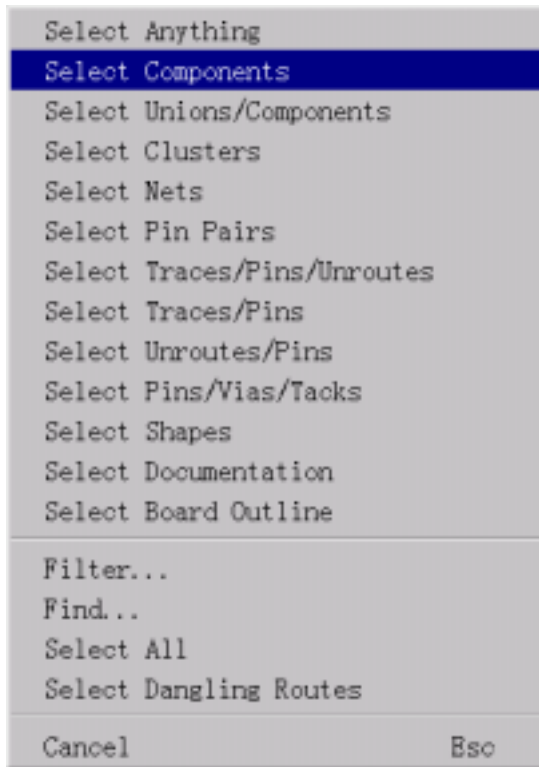 Select Anything
Select Components
Select Unions/Components
Select Clusters
Select Nets
Select Pin Pairs
Select Traces/Pins/Unroutes
Select Traces/Pins
Select Unroutes/Pins
Select Pins/Vias/Tacks
Select Shapes
Select Documentation
Select Board Outline
Filter...
Find...
Select All
Select Dangling Routes
Cancel Esc